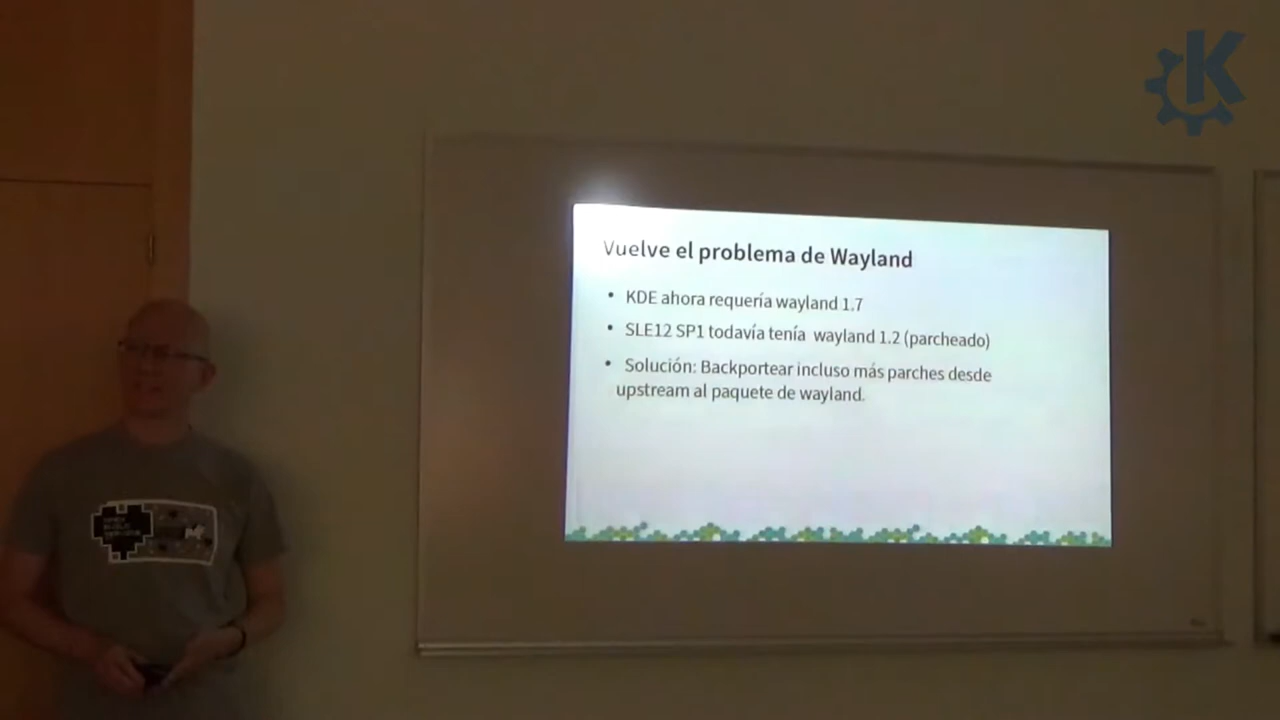 Vuelve el problema de Wayland
• KDE ahora requería wayland 1.7
• SLE12 SP1 todavía tenía wayland 1.2 (parcheado)
• Solución: Backportear incluso más parches desde
upstream al paquete de wayland.
K